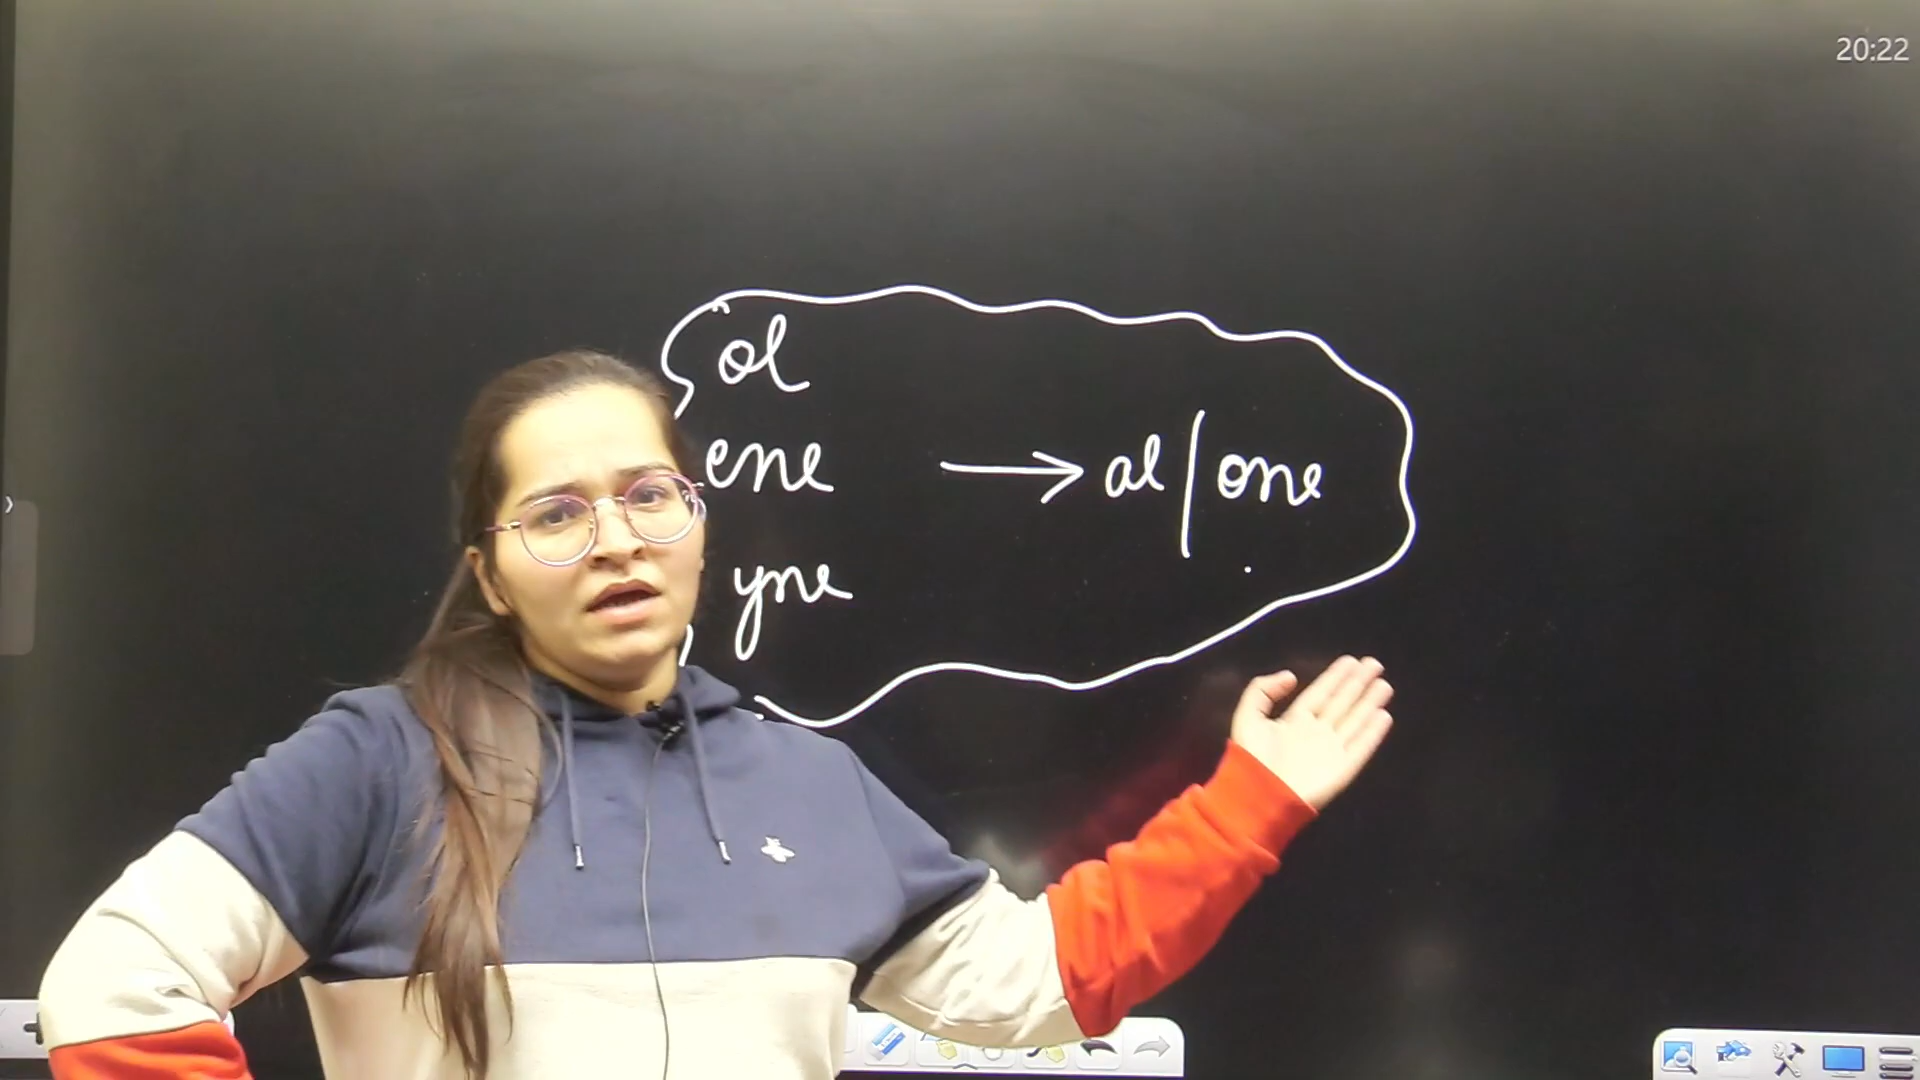 20:22
ol
ene → al/one
yne